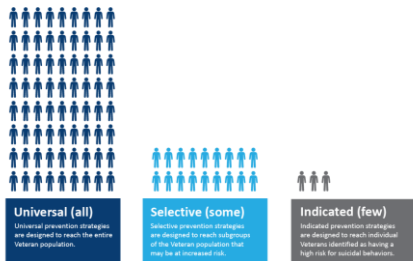 Universal (all)
Universal prevention strategies
are designed to reach the entire
Veteran population.
Selective (some)
Selective prevention strategies
are designed to reach subgroups
of the Veteran population that
may be at increased risk.
Indicated (few)
Indicated prevention strategies
are designed to reach individual
Veterans identified as having a
high risk for suicidal behaviors.